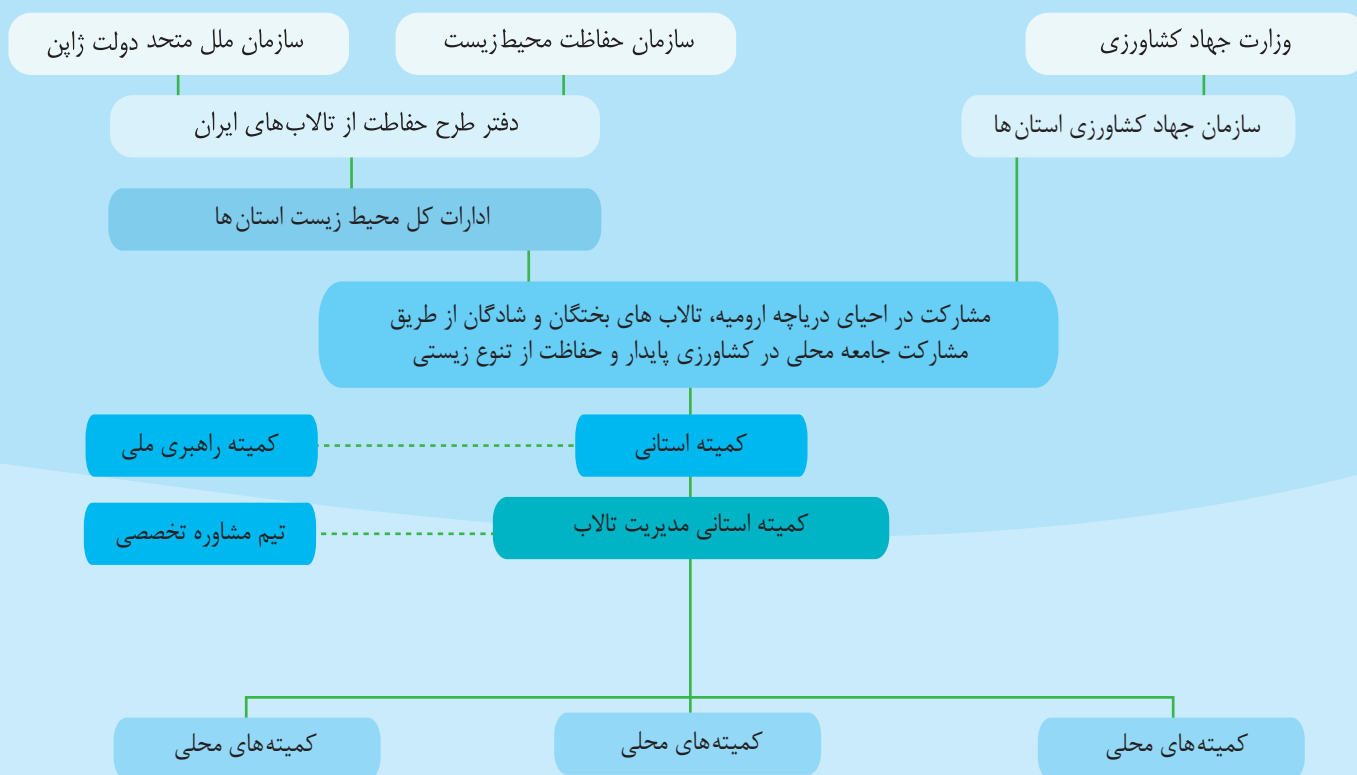 وزارت جهاد کشاورزی
سازمان حفاظت محیط‌زیست
سازمان ملل متحد دولت ژاپن
سازمان جهاد کشاورزی استان‌ها
دفتر طرح حفاطت از تالاب‌های ایران
ادارات کل محیط زیست استان‌ها
مشارکت در احیای دریاچه ارومیه، تالاب های بختگان و شادگان از طریق
مشارکت جامعه محلی در کشاورزی پایدار و حفاظت از تنوع زیستی
کمیته استانی
کمیته راهبری ملی
کمیته استانی مدیریت تالاب
تیم مشاوره تخصصی
کمیته‌های محلی
کمیته‌های محلی
کمیته‌های محلی